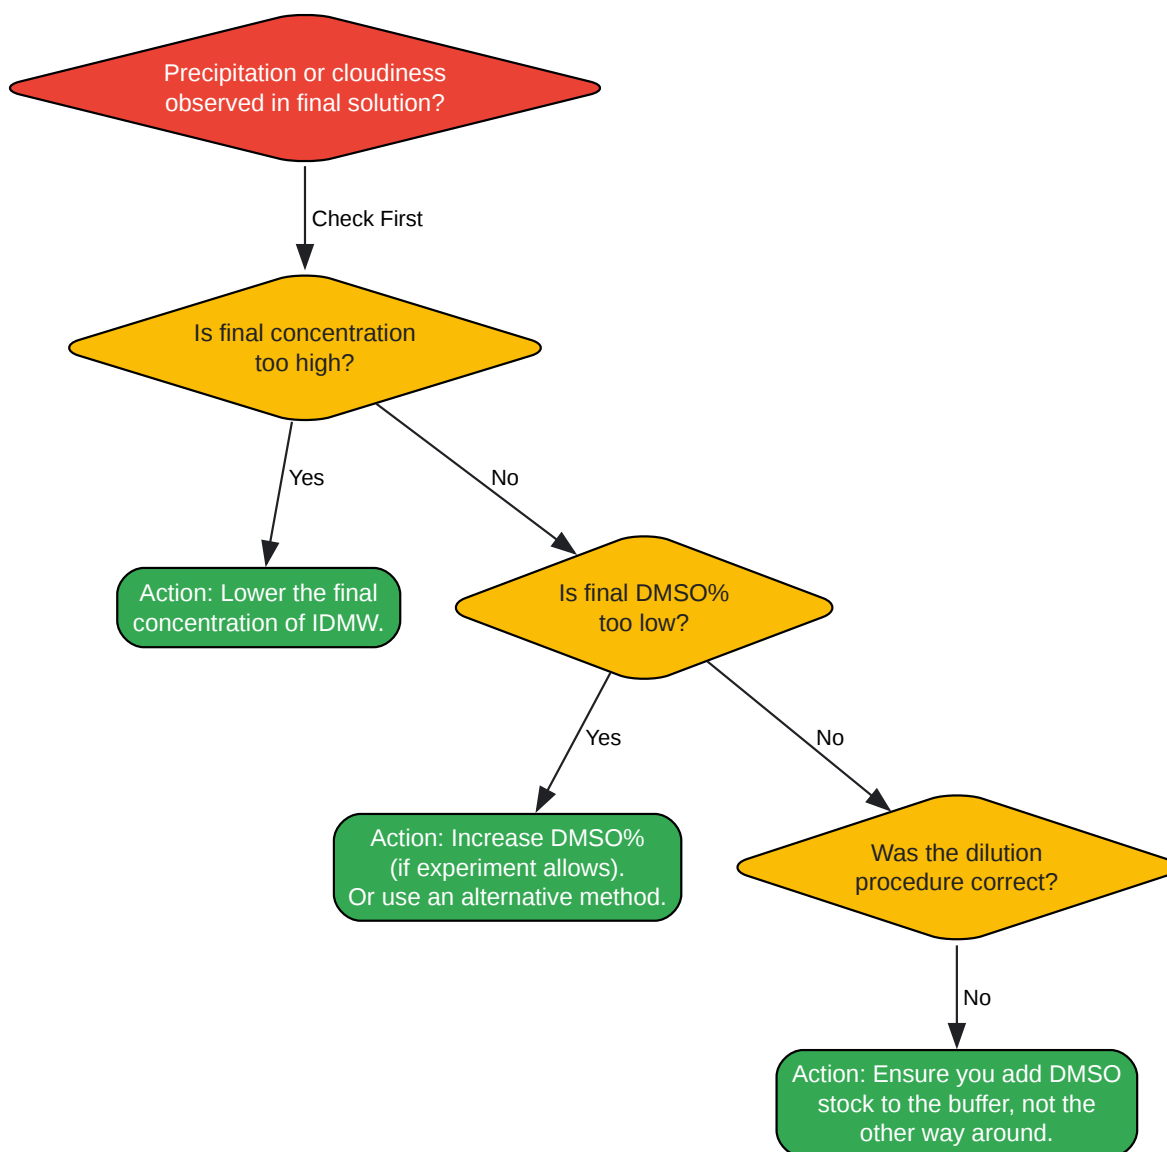 Precipitation or cloudiness
observed in final solution?
Check First
Is final concentration
too high?
Yes
No
Action: Lower the final
concentration of IDMW.
Is final DMSO%
too low?
Yes
No
Action: Increase DMSO%
(if experiment allows).
Or use an alternative method.
Was the dilution
procedure correct?
No
Action: Ensure you add DMSO
stock to the buffer, not the
other way around.